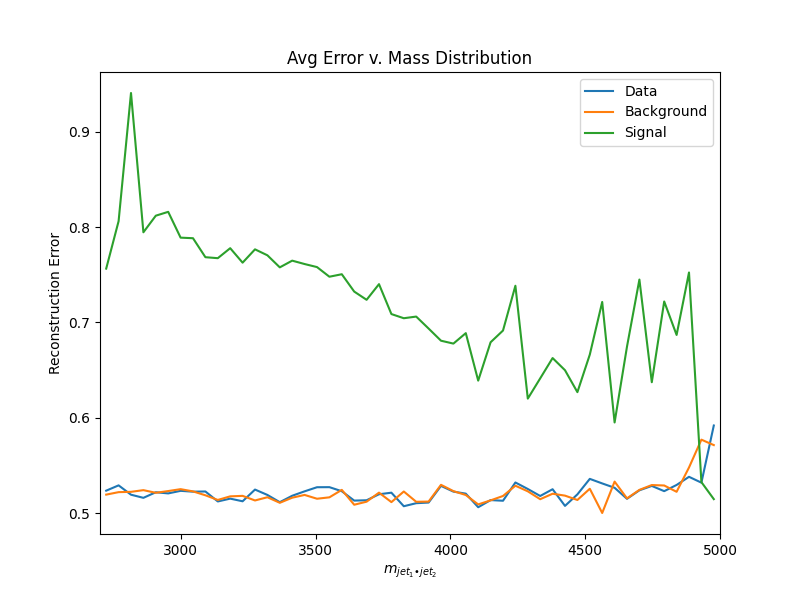 Avg Error v. Mass Distribution
Data
Background
Signal
Reconstruction Error
0.9
0.8
0.7
0.6
0.5
3000 3500 4000 4500 5000
m_{jet_1 • jet_2}